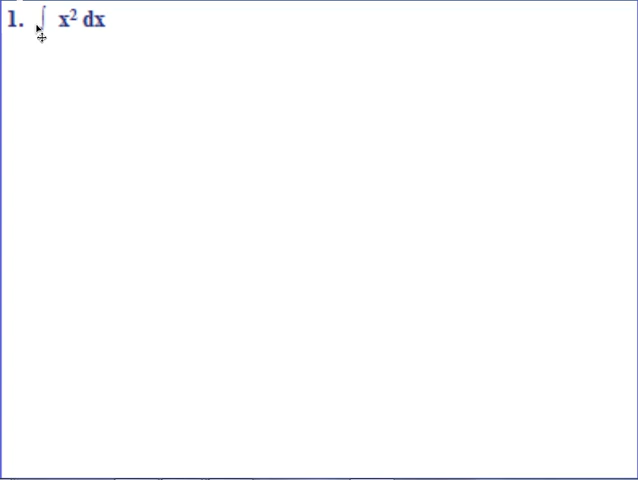 1. ∫ x² dx